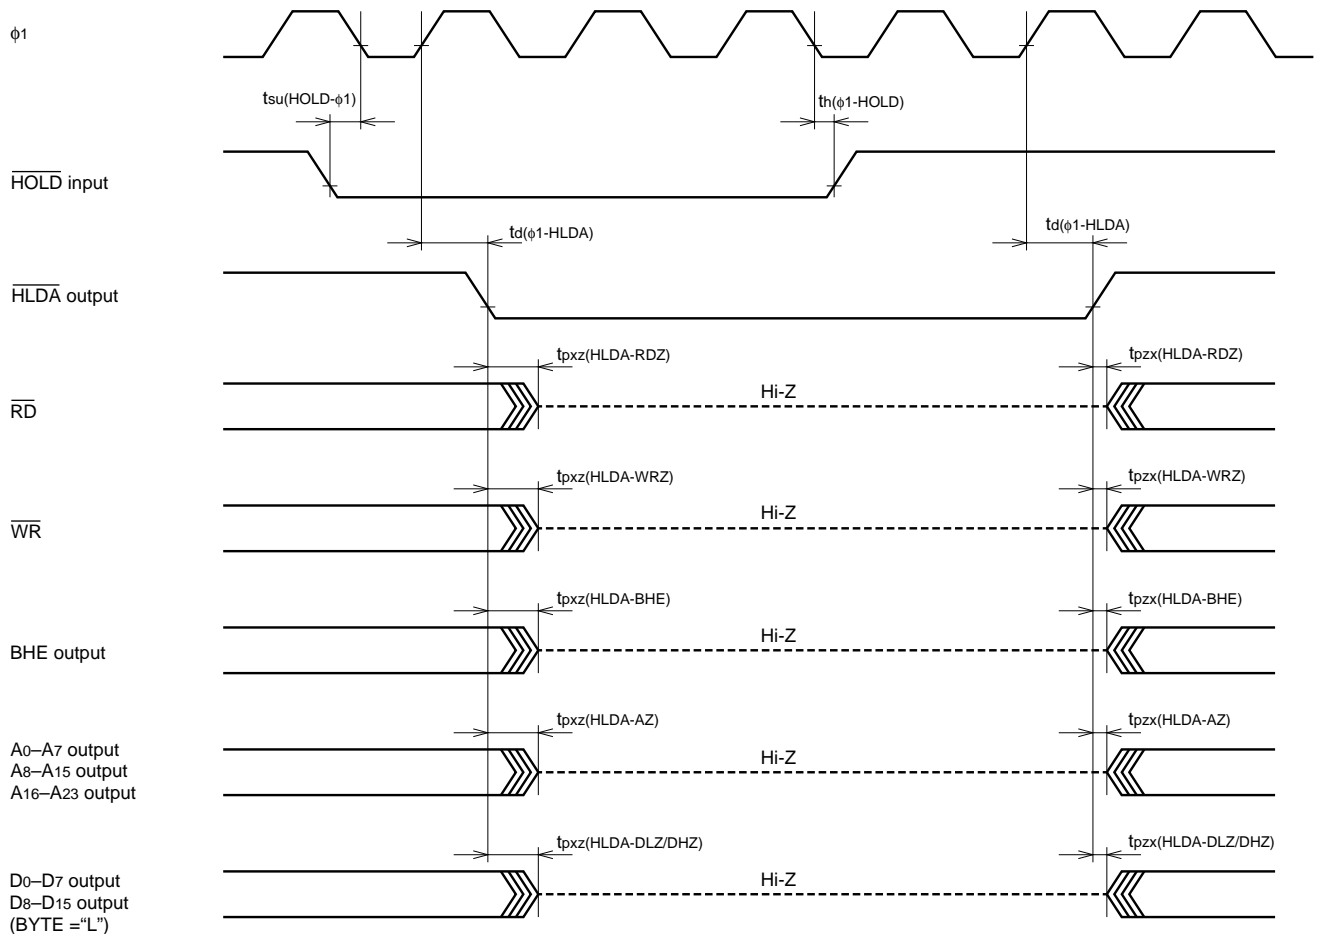 ϕ1
tsu(HOLD-ϕ1)
th(ϕ1-HOLD)
HOLD input
td(ϕ1-HLDA)
td(ϕ1-HLDA)
HLDA output
tpxz(HLDA-RDZ)
tpzx(HLDA-RDZ)
RD
Hi-Z
tpxz(HLDA-WRZ)
tpzx(HLDA-WRZ)
WR
Hi-Z
tpxz(HLDA-BHE)
tpzx(HLDA-BHE)
BHE output
Hi-Z
tpxz(HLDA-AZ)
tpzx(HLDA-AZ)
A0–A7 output
A8–A15 output
A16–A23 output
Hi-Z
tpxz(HLDA-DLZ/DHZ)
tpzx(HLDA-DLZ/DHZ)
D0–D7 output
D8–D15 output
(BYTE =“L”)
Hi-Z